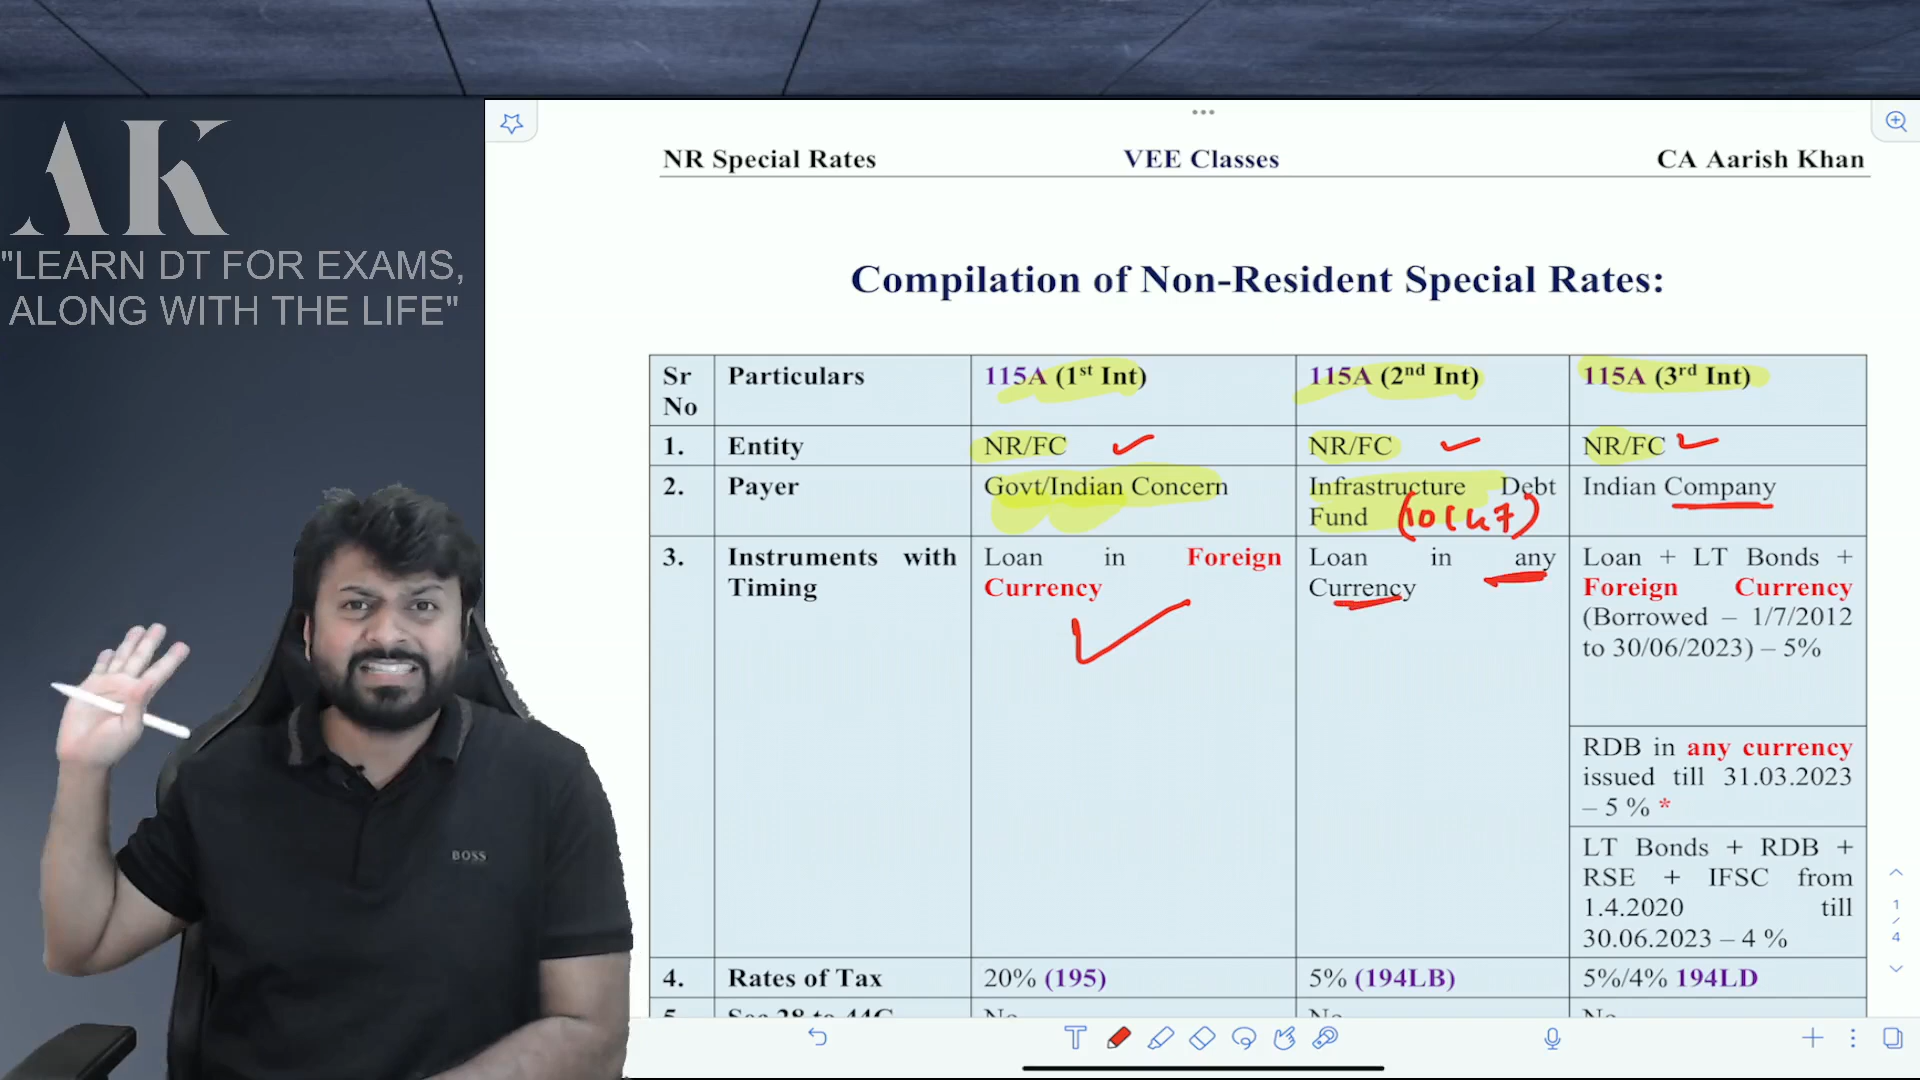 AK
"LEARN DT FOR EXAMS,
ALONG WITH THE LIFE"
NR Special Rates VEE Classes CA Aarish Khan
Compilation of Non-Resident Special Rates:
Sr No Particulars 115A (1st Int) 115A (2nd Int) 115A (3rd Int)
1. Entity NR/FC NR/FC NR/FC
2. Payer Govt/Indian Concern Infrastructure Debt Fund (10(47) Indian Company
3. Instruments with Timing
Loan in Foreign Currency
Loan in any Currency
Loan + LT Bonds +
Foreign Currency
(Borrowed – 1/7/2012
to 30/06/2023) – 5%
RDB in any currency
issued till 31.03.2023
– 5 % *
LT Bonds + RDB +
RSE + IFSC from
1.4.2020 till
30.06.2023 – 4 %
4. Rates of Tax 20% (195) 5% (194LB) 5%/4% 194LD
BOSS
1
/
4